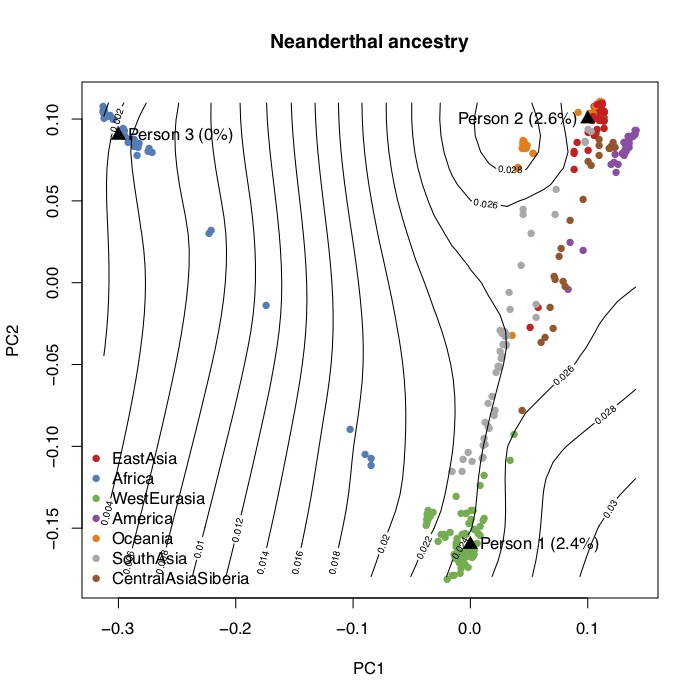 Neanderthal ancestry
PC2
0.10
0.05
0.00
−0.05
−0.10
−0.15
0.002
Person 3 (0%)
Person 2 (2.6%)
0.028
0.026
0.026
0.028
0.03
EastAsia
Africa
WestEurasia
America
Oceania
SouthAsia
CentralAsiaSiberia
0.004
0.01
0.012
0.014
0.016
0.018
0.02
0.022
Person 1 (2.4%)
−0.3
−0.2
−0.1
0.0
0.1
PC1